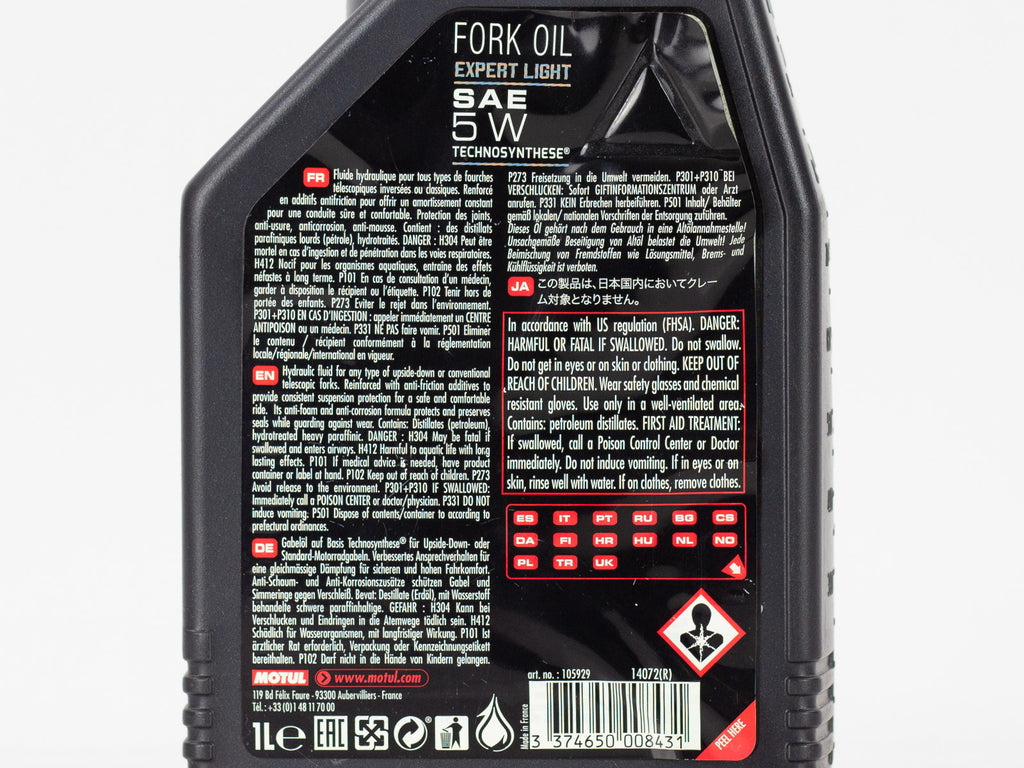 FORK OIL
EXPERT LIGHT
SAE
5W
TECHNOSYNTHESE®
FR Fluide hydraulique pour tous types de fourches
télescopiques inversées ou classiques. Renforcé
en additifs antifriction pour offrir un amortissement constant
pour une conduite sûre et confortable. Protection des joints,
anti-usure, anticorrosion, anti-mousse. Contient : des distillats
parafiniques lourds (pétrole), hydrotraités. DANGER : H304 Peut être
mortel en cas d'ingestion et de pénétration dans les voies respiratoires.
H412 Nocif pour les organismes aquatiques, entraîne des effets
néfastes à long terme. P101 En cas de consultation d'un médecin,
garder à disposition le récipient ou l'étiquette. P102 Tenir hors de
portée des enfants. P273 Eviter le rejet dans l'environnement.
P301+P310 EN CAS D'INGESTION : appeler immédiatement un CENTRE
ANTIPOISON ou un médecin. P331 NE PAS faire vomir. P501 Eliminer
le contenu / récipient conformément à la réglementation
locale/régionale/international en vigueur.
EN Hydraulic fluid for any type of upside-down or conventional
telescopic forks. Reinforced with anti-friction additives to
provide consistent suspension protection for a safe and comfortable
ride. Its anti-foam and anti-corrosion formula protects and preserves
seals while guarding against wear. Contains: Distillates (petroleum),
hydrotreated heavy paraffinic. DANGER : H304 May be fatal if
swallowed and enters airways. H412 Harmful to aquatic life with long
lasting effects. P101 If medical advice is needed, have product
container or label at hand. P102 Keep out of reach of children. P273
Avoid release to the environment. P301+P310 IF SWALLOWED:
Immediately call a POISON CENTER or doctor/physician. P331 DO NOT
induce vomiting. P501 Dispose of contents/container to according to
prefectural ordinances.
DE Gabelöl auf Basis Technosynthese® für Upside-Down- oder
Standard-Motorradgabeln. Verbessertes Ansprechverhalten für
eine gleichmässige Dämpfung für sicheren und hohen Fahrkomfort.
Anti-Schaum- und Anti-Korrosionszusätze schützen Gabel und
Simmeringe gegen Verschleiß. Bevat: Destillate (Erdöl), mit Wasserstoff
behandelte schwere paraffinhaltige. GEFAHR : H304 Kann bei
Verschlucken und Eindringen in die Atemwege tödlich sein. H412
Schädlich für Wasserorganismen, mit langfristiger Wirkung. P101 Ist
ärztlicher Rat erforderlich, Verpackung oder Kennzeichnungsetikett
bereithalten. P102 Darf nicht in die Hände von Kindern gelangen.
P273 Freisetzung in die Umwelt vermeiden. P301+P310 BEI
VERSCHLUCKEN: Sofort GIFTINFORMATIONSZENTRUM oder Arzt
anrufen. P331 KEIN Erbrechen herbeiführen. P501 Inhalt/ Behälter
gemäß lokalen/ nationalen Vorschriften der Entsorgung zuführen.
Dieses Öl gehört nach dem Gebrauch in eine Altölannahmestelle!
Unsachgemäße Beseitigung von Altöl belastet die Umwelt! Jede
Beimischung von Fremdstoffen wie Lösungsmittel, Brems- und
Kühlflüssigkeit ist verboten.
JA この製品は、日本国内においてクレー
ム対象となりません。
In accordance with US regulation (FHSA). DANGER:
HARMFUL OR FATAL IF SWALLOWED. Do not swallow.
Do not get in eyes or on skin or clothing. KEEP OUT OF
REACH OF CHILDREN. Wear safety glasses and chemical
resistant gloves. Use only in a well-ventilated area.
Contains: petroleum distillates. FIRST AID TREATMENT:
If swallowed, call a Poison Control Center or Doctor
immediately. Do not induce vomiting. If in eyes or on
skin, rinse well with water. If on clothes, remove clothes.
ES IT PT RU BG CS
DA FI HR HU NL NO
PL TR UK
MOTUL www.motul.com
119 Bd Félix Faure - 93300 Aubervilliers - France
Tél. : +33 (0)1 48 11 70 00
1L e EAC
art. no. : 105929 14072(R)
Made in France
3 374650 008431
PEEL HERE